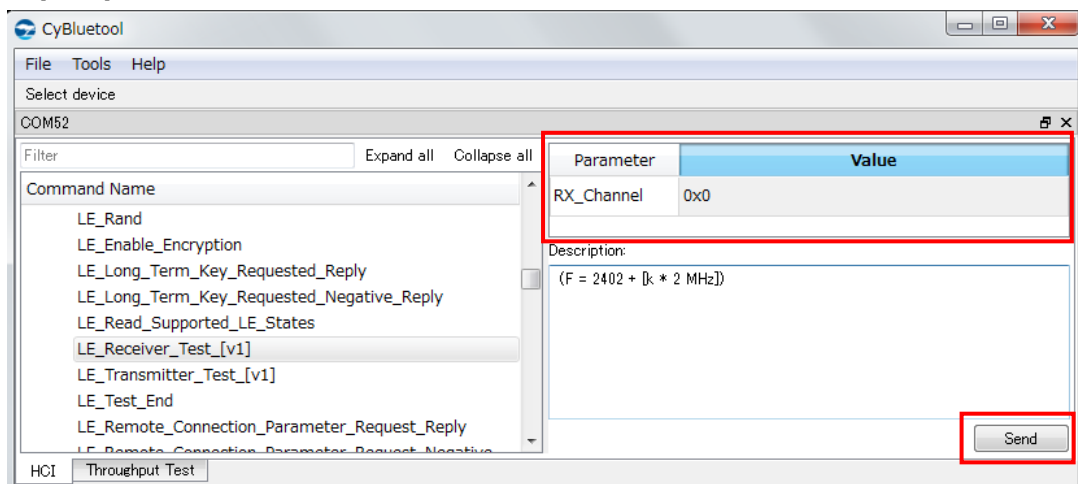 CyBluetool
File Tools Help
Select device
COM52
Filter Expand all Collapse all
Command Name
LE_Rand
LE_Enable_Encryption
LE_Long_Term_Key_Requested_Reply
LE_Long_Term_Key_Requested_Negative_Reply
LE_Read_Supported_LE_States
LE_Receiver_Test_[v1]
LE_Transmitter_Test_[v1]
LE_Test_End
LE_Remote_Connection_Parameter_Request_Reply
LE_Remote_Connection_Parameter_Request_Negative
Parameter Value
RX_Channel 0x0
Description:
(F = 2402 + [k * 2 MHz])
Send
HCI Throughput Test